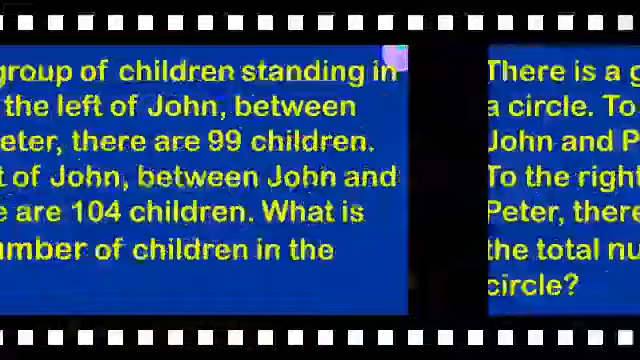 group of children standing in
the left of John, between
eter, there are 99 children.
t of John, between John and
e are 104 children. What is
umber of children in the
There is a g
a circle. To
John and P
To the right
Peter, there
the total nu
circle?